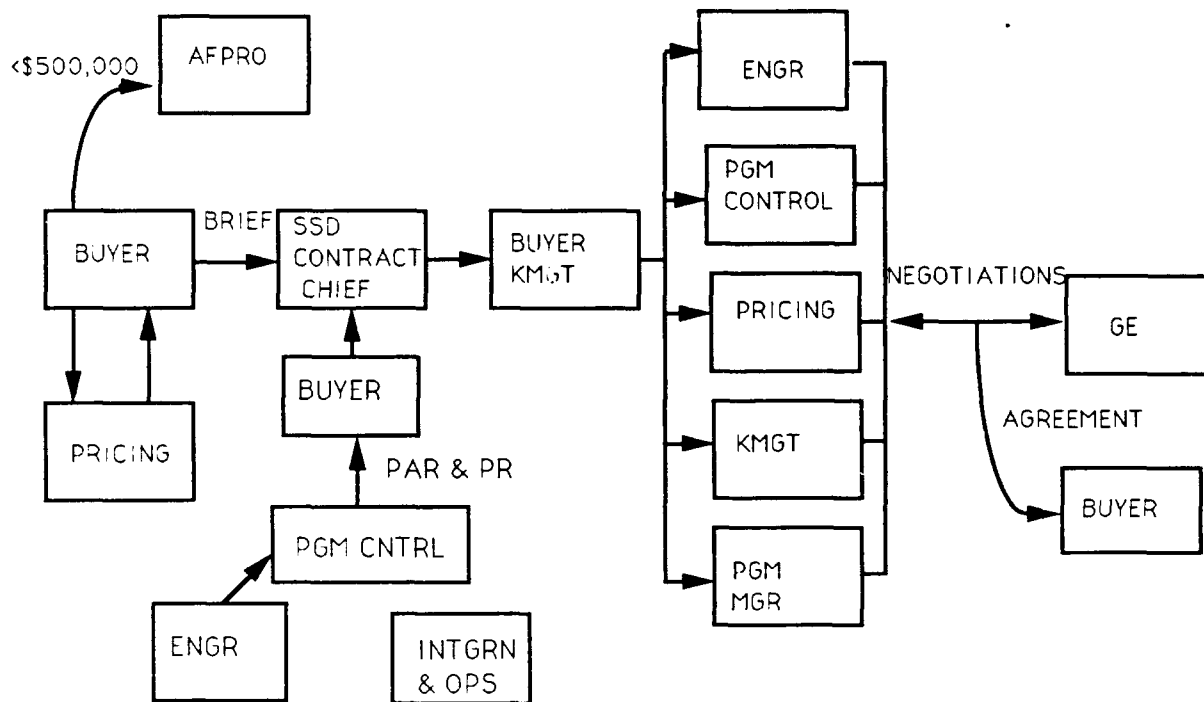 <$500,000
AFPRO
BUYER
BRIEF
SSD
CONTRACT
CHIEF
BUYER
KMGT
ENGR
PGM
CONTROL
PRICING
KMGT
PGM
MGR
NEGOTIATIONS
GE
AGREEMENT
BUYER
PRICING
BUYER
PAR & PR
PGM CNTRL
ENGR
INTGRN
& OPS